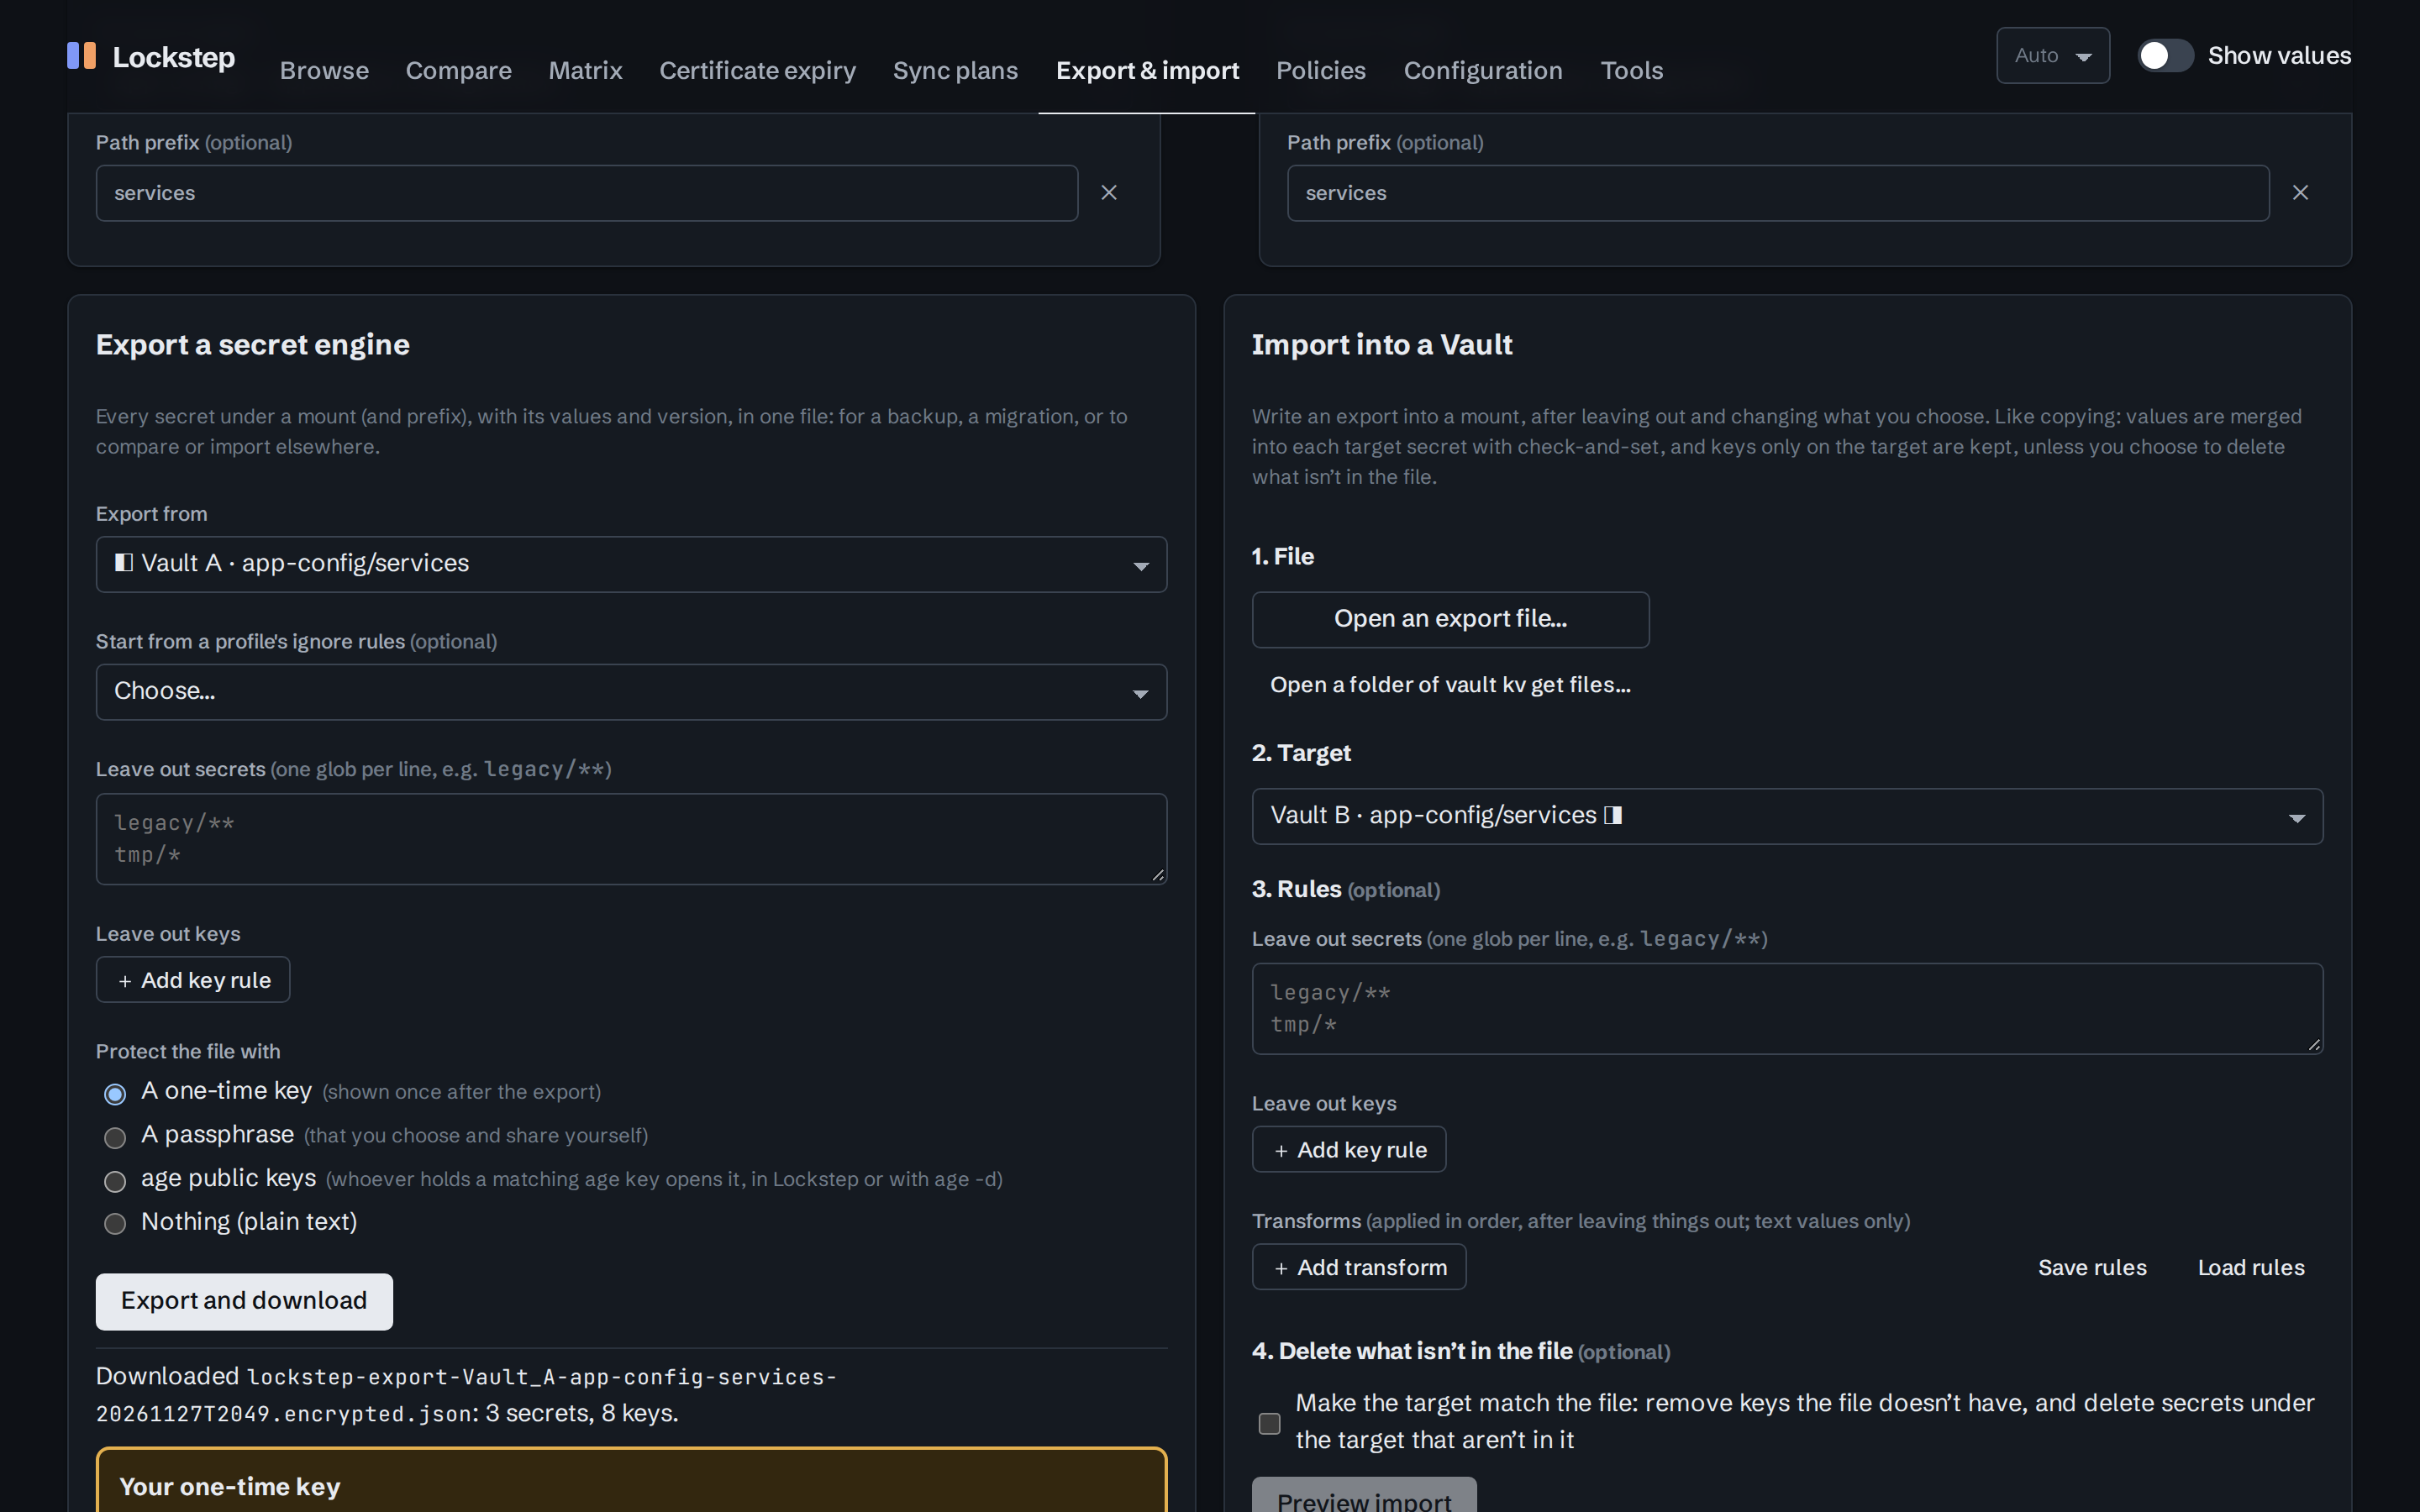 Lockstep
Browse
Compare
Matrix
Certificate expiry
Sync plans
Export & import
Policies
Configuration
Tools
Auto
Show values
Path prefix (optional)
services
Path prefix (optional)
services
Export a secret engine
Every secret under a mount (and prefix), with its values and version, in one file: for a backup, a migration, or to
compare or import elsewhere.
Export from
Vault A · app-config/services
Start from a profile's ignore rules (optional)
Choose...
Leave out secrets (one glob per line, e.g. legacy/**)
legacy/**
tmp/*
Leave out keys
+ Add key rule
Protect the file with
A one-time key (shown once after the export)
A passphrase (that you choose and share yourself)
age public keys (whoever holds a matching age key opens it, in Lockstep or with age -d)
Nothing (plain text)
Export and download
Downloaded lockstep-export-Vault_A-app-config-services-
20261127T2049.encrypted.json: 3 secrets, 8 keys.
Your one-time key
Import into a Vault
Write an export into a mount, after leaving out and changing what you choose. Like copying: values are merged
into each target secret with check-and-set, and keys only on the target are kept, unless you choose to delete
what isn’t in the file.
1. File
Open an export file...
Open a folder of vault kv get files...
2. Target
Vault B · app-config/services
3. Rules (optional)
Leave out secrets (one glob per line, e.g. legacy/**)
legacy/**
tmp/*
Leave out keys
+ Add key rule
Transforms (applied in order, after leaving things out; text values only)
+ Add transform
Save rules
Load rules
4. Delete what isn’t in the file (optional)
Make the target match the file: remove keys the file doesn’t have, and delete secrets under
the target that aren’t in it
Preview import